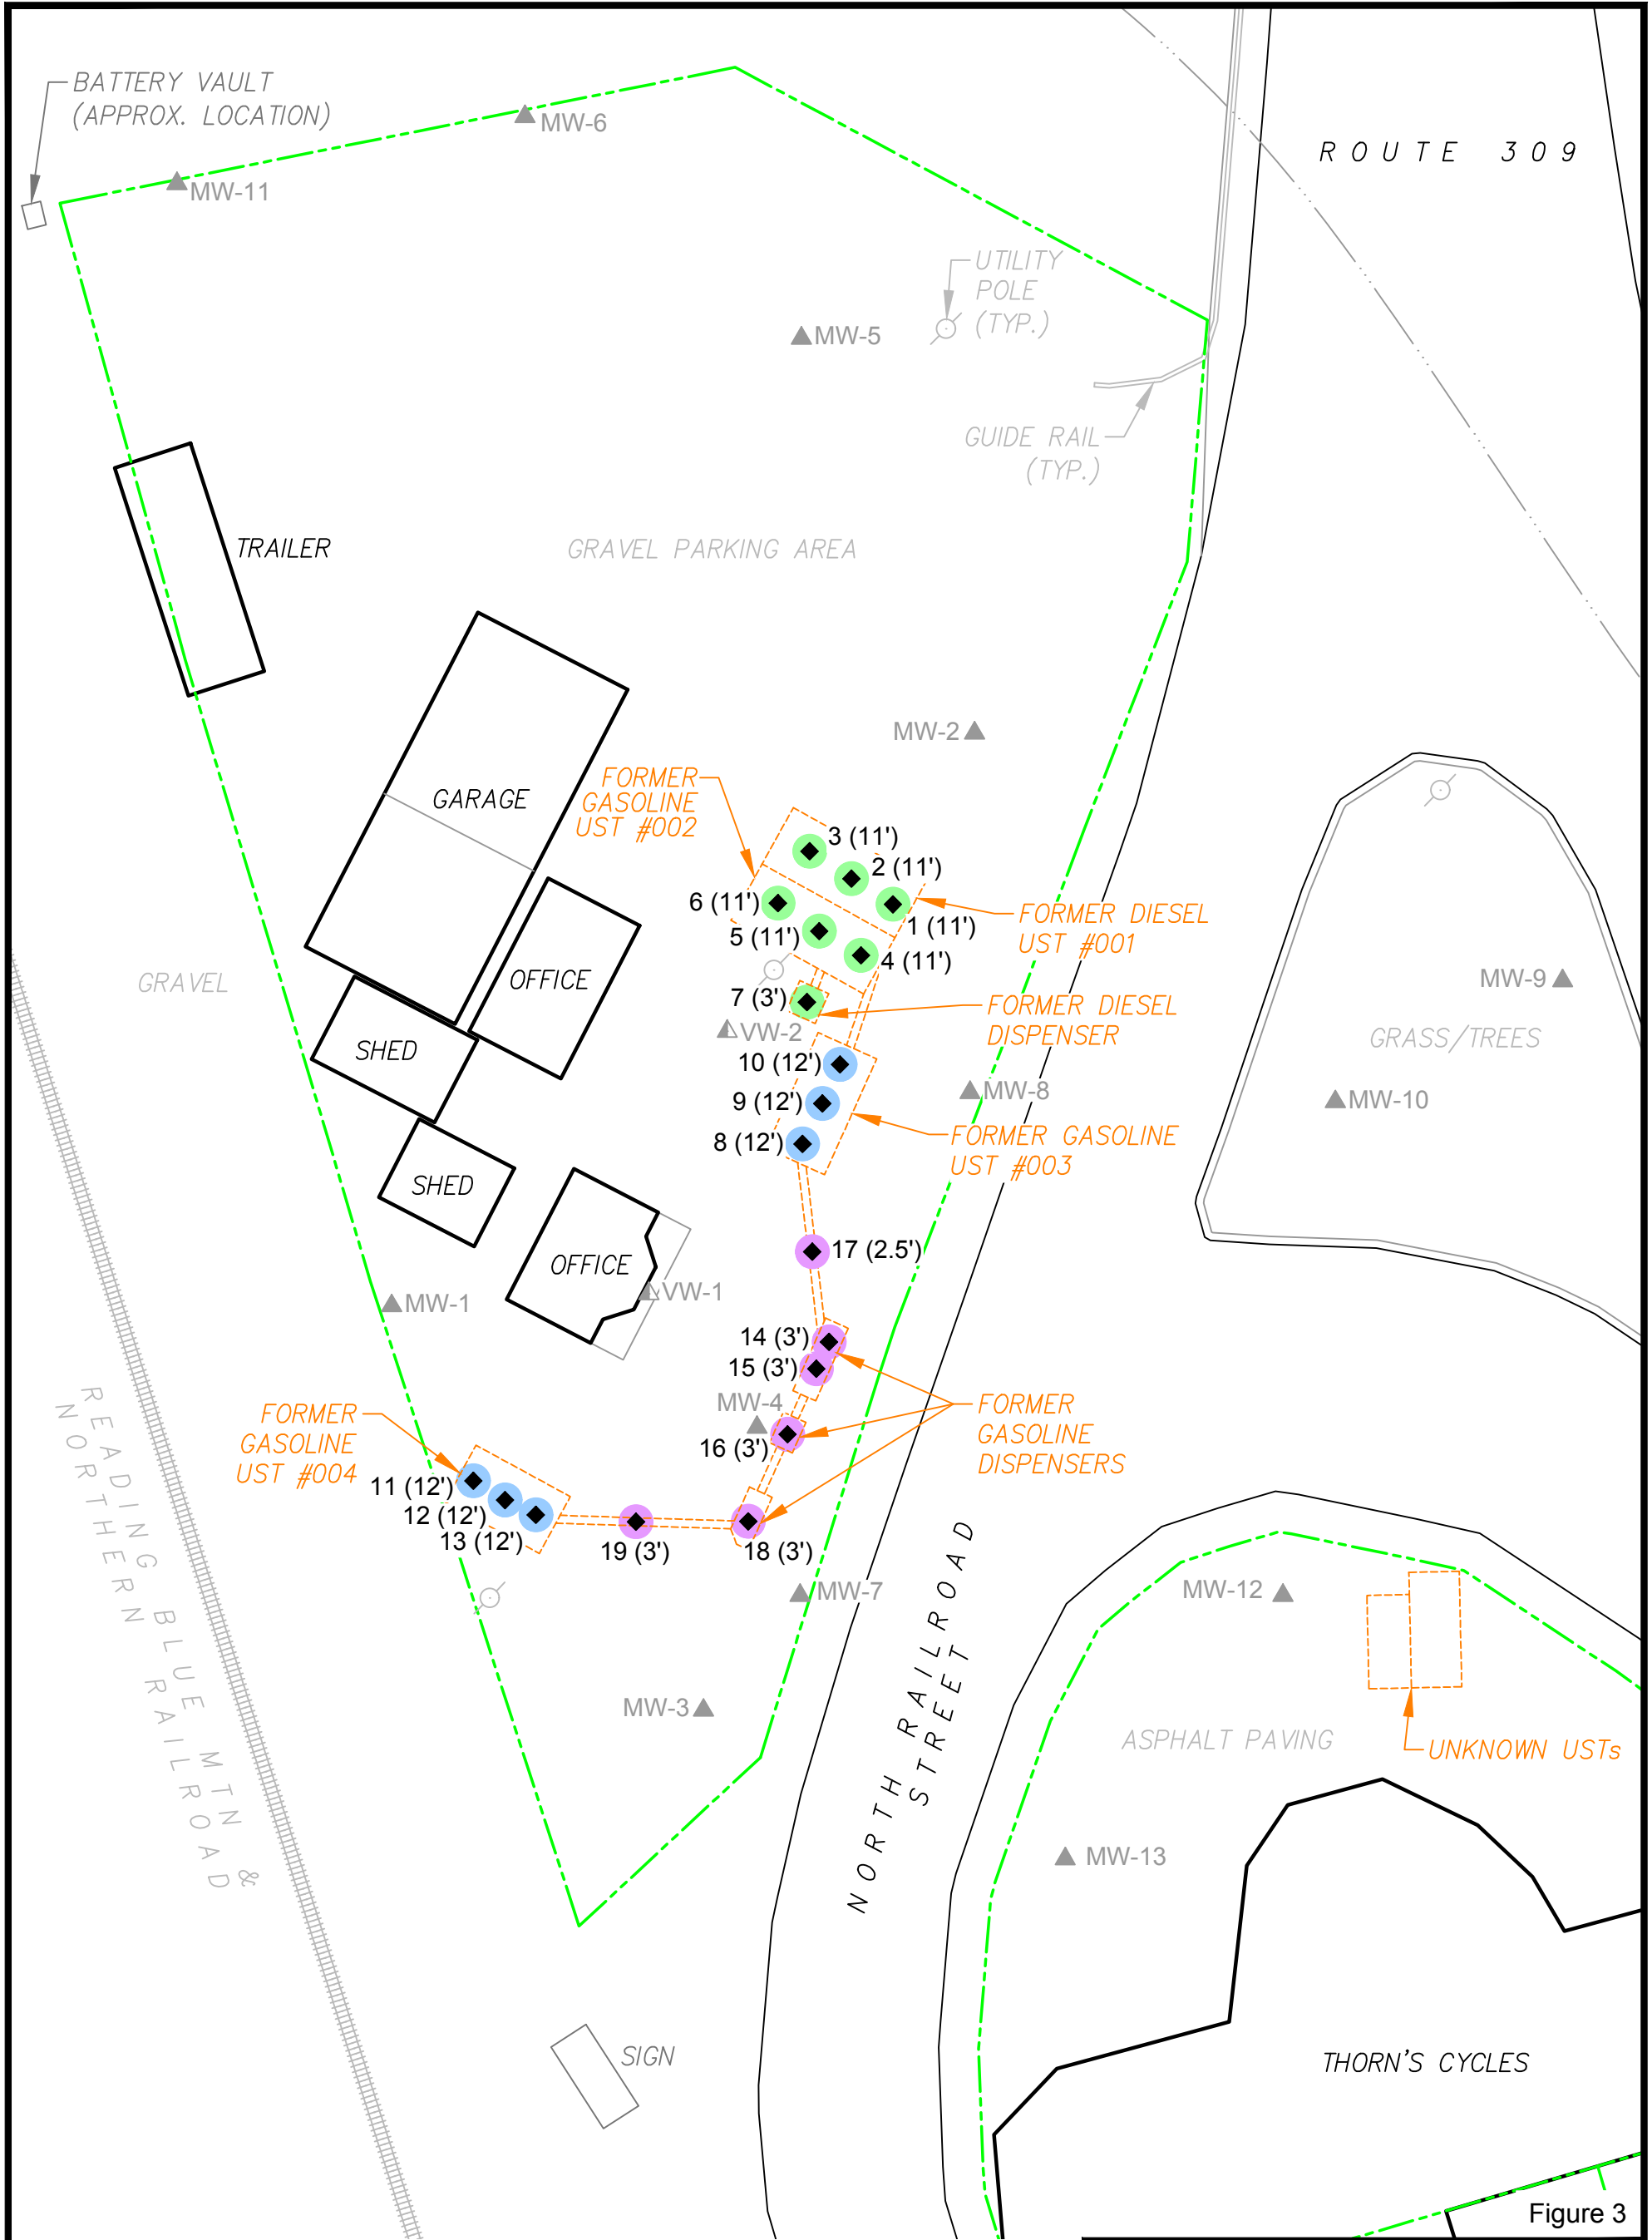 BATTERY VAULT
(APPROX. LOCATION)
MW-6
ROUTE 309
MW-11
UTILITY
POLE
(TYP.)
MW-5
GUIDE RAIL
(TYP.)
TRAILER
GRAVEL PARKING AREA
MW-2
FORMER
GASOLINE
UST #002
GARAGE
3 (11')
2 (11')
6 (11')
1 (11')
5 (11')
4 (11')
FORMER DIESEL
UST #001
GRAVEL
OFFICE
MW-9
7 (3')
FORMER DIESEL
DISPENSER
VW-2
GRASS/TREES
SHED
10 (12')
MW-8
MW-10
9 (12')
8 (12')
FORMER GASOLINE
UST #003
SHED
17 (2.5')
OFFICE
VW-1
MW-1
14 (3')
15 (3')
MW-4
16 (3')
FORMER
GASOLINE
DISPENSERS
FORMER
GASOLINE
UST #004
11 (12')
12 (12')
13 (12')
19 (3')
18 (3')
READING BLUE MTN &
NORTHERN RAILROAD
MW-7
MW-12
NORTH RAILROAD
STREET
MW-3
ASPHALT PAVING
UNKNOWN USTs
MW-13
SIGN
THORN'S CYCLES
Figure 3